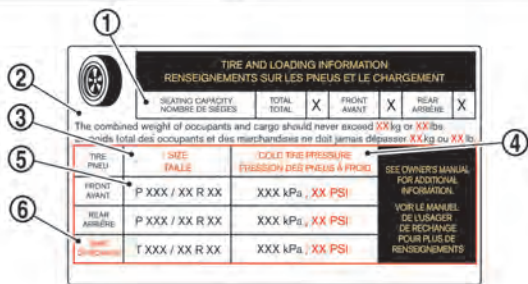 ①
TIRE AND LOADING INFORMATION
RENSEIGNEMENTS SUR LES PNEUS ET LE CHARGEMENT
②
SEATING CAPACITY
NOMBRE DE SIÈGES
TOTAL
TOTAL
X
FRONT
AVANT
X
REAR
ARRIÈRE
X
③
The combined weight of occupants and cargo should never exceed XX kg or XX lbs.
poids total des occupants et des marchandises ne doit jamais dépasser XX kg ou XX lb.
④
TIRE
PNEU
SIZE
TAILLE
COLD TIRE PRESSURE
PRESSION DES PNEUS À FROID
SEE OWNER'S MANUAL
FOR ADDITIONAL
INFORMATION.
VOIR LE MANUEL
DE L'USAGER
DE RECHANGE
POUR PLUS DE
RENSEIGNEMENTS
⑤
FRONT
AVANT
P XXX / XX R XX
XXX kPa, XX PSI
REAR
ARRIÈRE
P XXX / XX R XX
XXX kPa, XX PSI
⑥
T XXX / XX R XX
XXX kPa, XX PSI